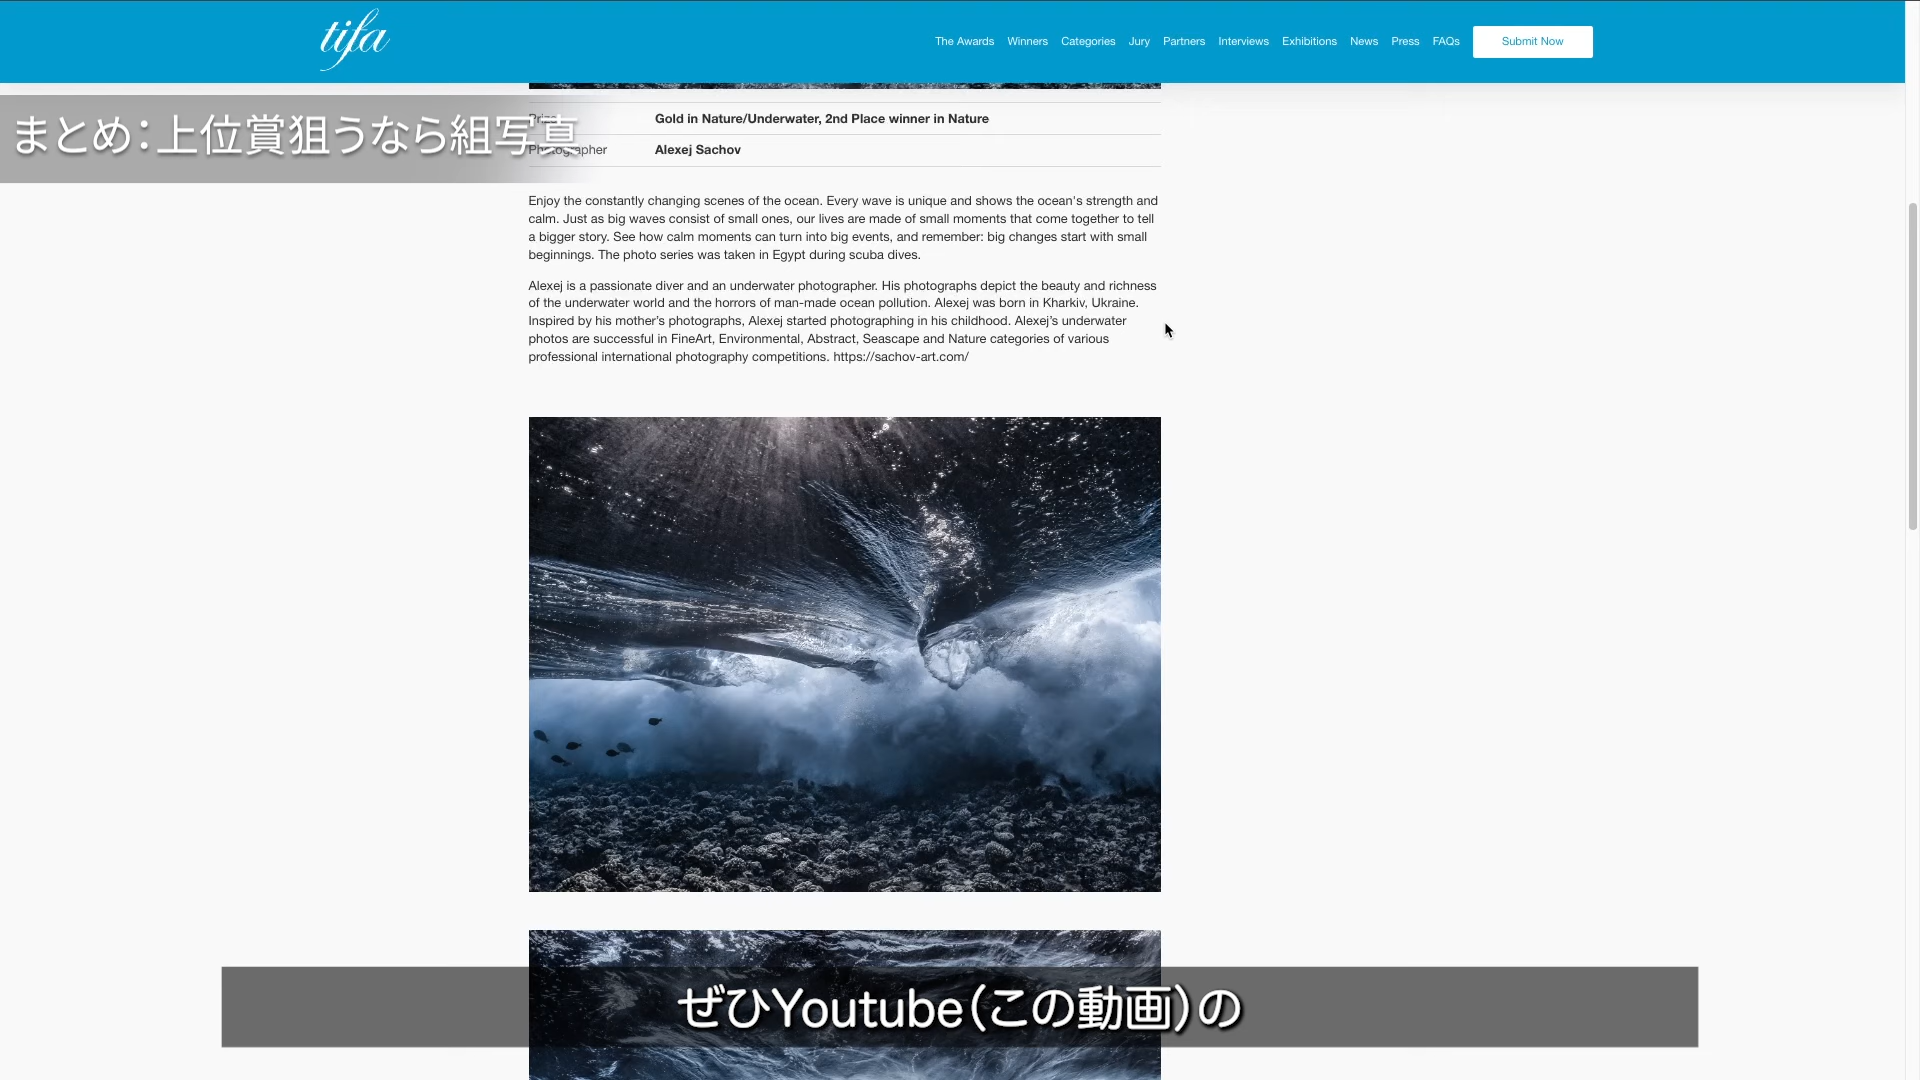 tifa
The Awards Winners Categories Jury Partners Interviews Exhibitions News Press FAQs Submit Now
まとめ：上位賞狙うなら組写真
Prize Gold in Nature/Underwater, 2nd Place winner in Nature
Photographer Alexej Sachov
Enjoy the constantly changing scenes of the ocean. Every wave is unique and shows the ocean's strength and
calm. Just as big waves consist of small ones, our lives are made of small moments that come together to tell
a bigger story. See how calm moments can turn into big events, and remember: big changes start with small
beginnings. The photo series was taken in Egypt during scuba dives.
Alexej is a passionate diver and an underwater photographer. His photographs depict the beauty and richness
of the underwater world and the horrors of man-made ocean pollution. Alexej was born in Kharkiv, Ukraine.
Inspired by his mother’s photographs, Alexej started photographing in his childhood. Alexej’s underwater
photos are successful in FineArt, Environmental, Abstract, Seascape and Nature categories of various
professional international photography competitions. https://sachov-art.com/
ぜひYoutube（この動画）の